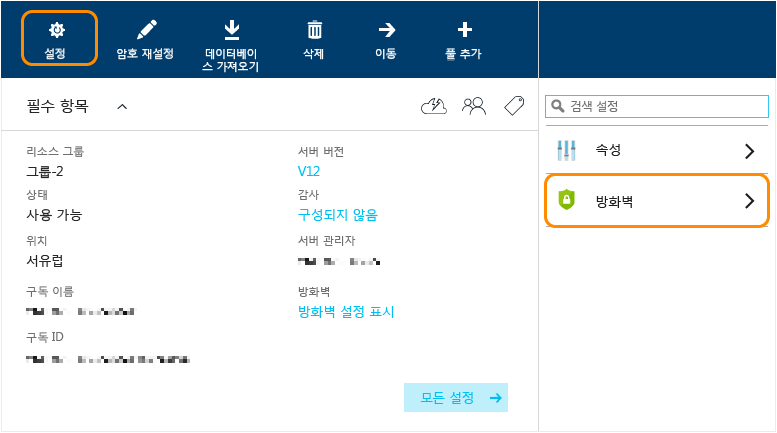 설정
암호 재설정
데이터베이
스 가져오기
삭제
이동
풀 추가
필수 항목
리소스 그룹
그룹-2
상태
사용 가능
위치
서유럽
구독 이름
구독 ID
서버 버전
V12
감사
구성되지 않음
서버 관리자
방화벽
방화벽 설정 표시
모든 설정
검색 설정
속성
방화벽